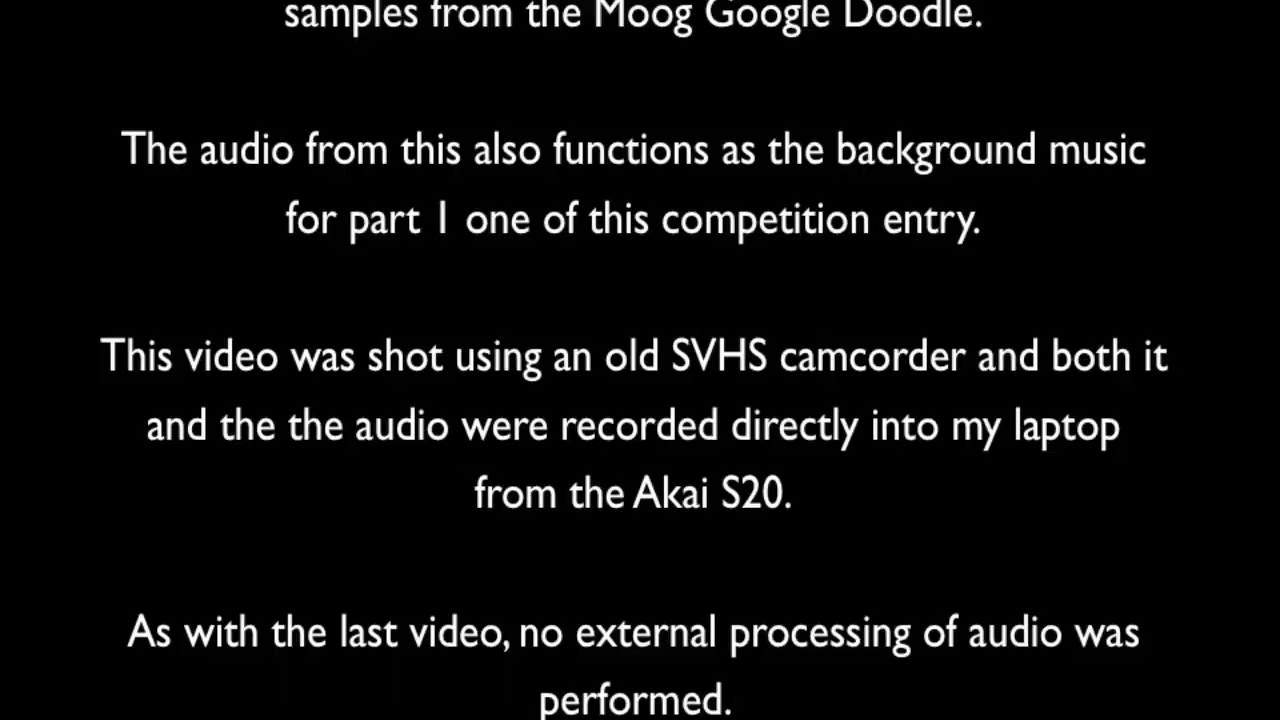 samples from the Moog Google Doodle.
The audio from this also functions as the background music
for part 1 one of this competition entry.
This video was shot using an old SVHS camcorder and both it
and the the audio were recorded directly into my laptop
from the Akai S20.
As with the last video, no external processing of audio was
performed.